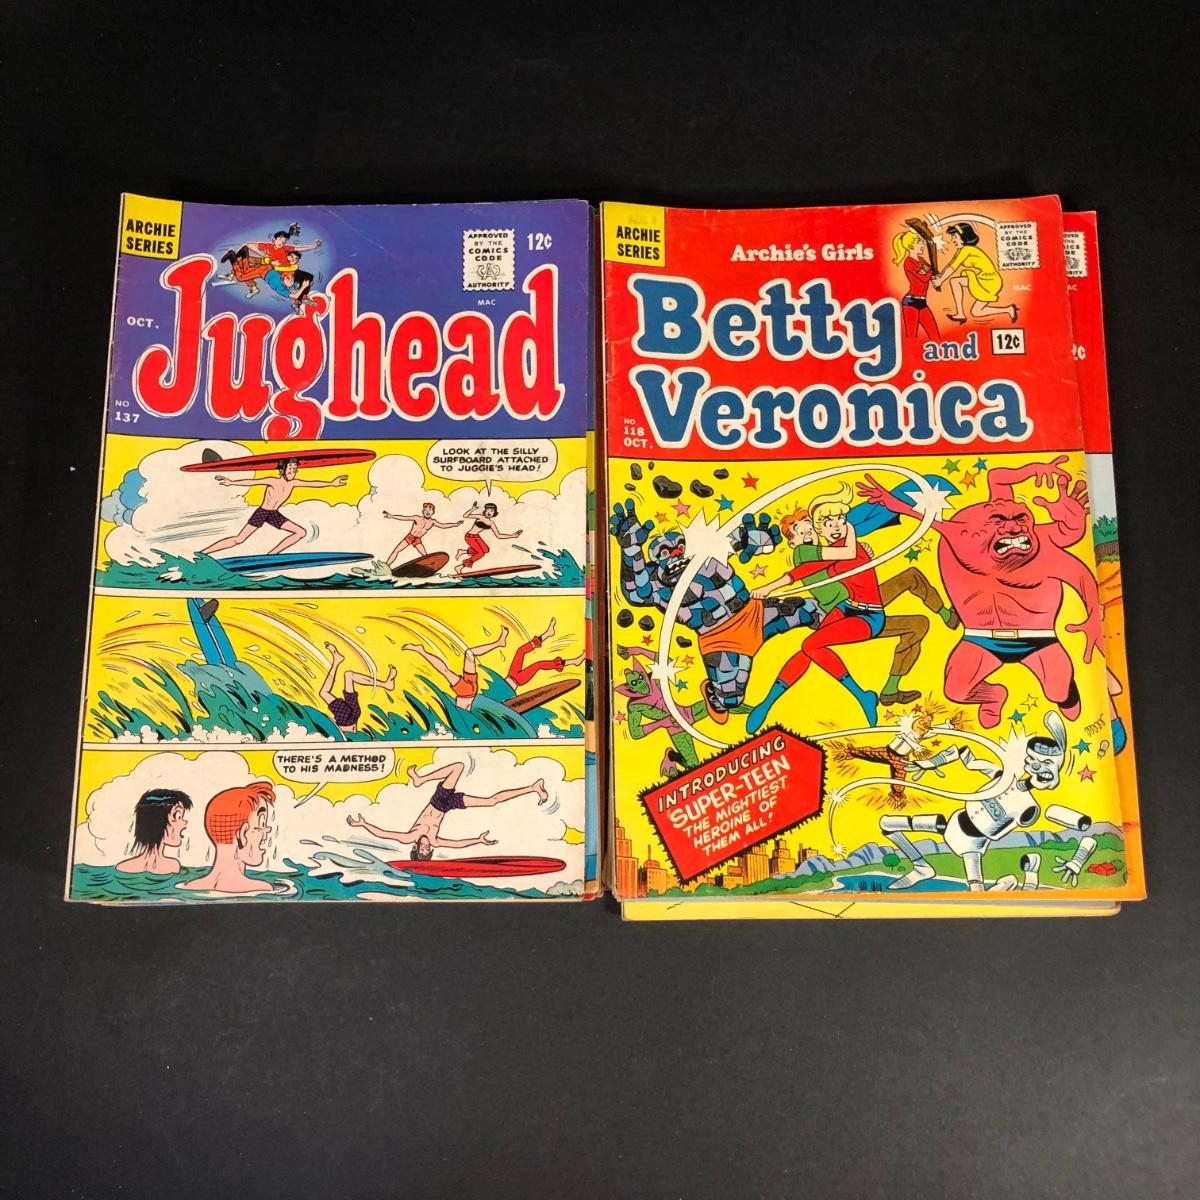 ARCHIE
SERIES
APPROVED
BY THE
COMICS
CODE
CA
AUTHORITY
12¢
MAC
OCT.
Jughead
NO
137
LOOK AT THE SILLY
SURFBOARD ATTACHED
TO JUGGIE'S HEAD!
THERE'S A METHOD
TO HIS MADNESS!
ARCHIE
SERIES
Archie's Girls
APPROVED
BY THE
COMICS
CODE
CA
AUTHORITY
MAC
Betty
and
12¢
Veronica
NO.
118
OCT.
INTRODUCING
SUPER-TEEN
THE MIGHTIEST
HEROINE OF
THEM ALL!